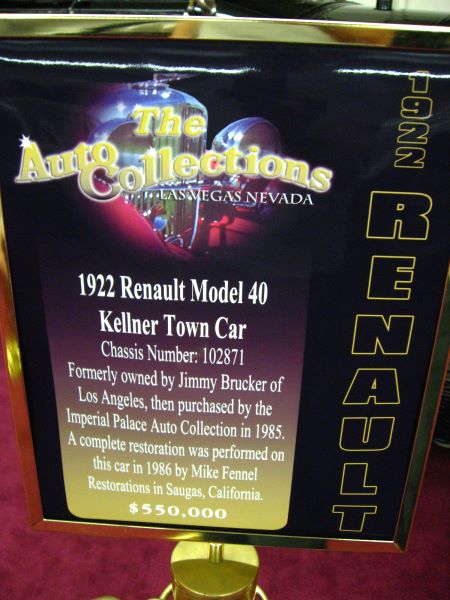 The
Auto Collections
LAS VEGAS NEVADA
1922 Renault Model 40
Kellner Town Car
Chassis Number: 102871
Formerly owned by Jimmy Brucker of
Los Angeles, then purchased by the
Imperial Palace Auto Collection in 1985.
A complete restoration was performed on
this car in 1986 by Mike Fennel
Restorations in Saugas, California.
$550,000
1922 RENAULT